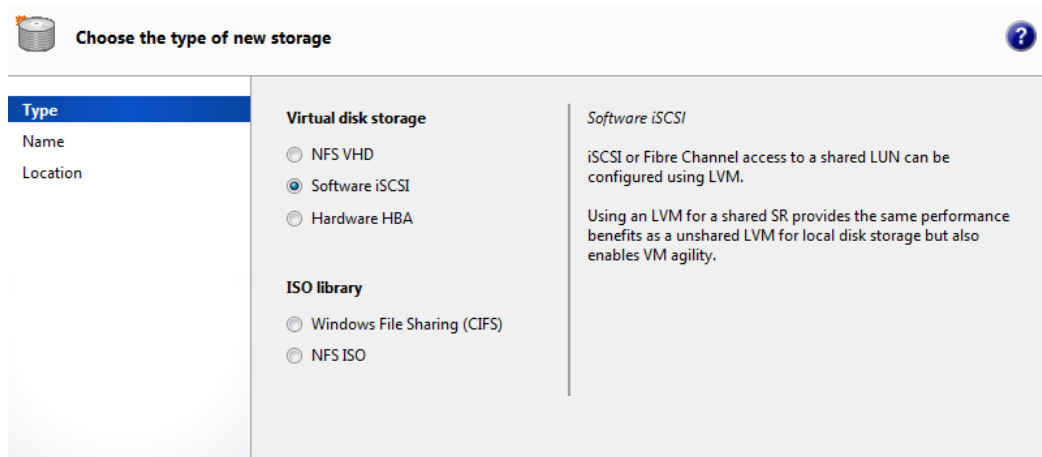 Choose the type of new storage
?
Type
Name
Location
Virtual disk storage
NFS VHD
Software iSCSI
Hardware HBA
ISO library
Windows File Sharing (CIFS)
NFS ISO
Software iSCSI
iSCSI or Fibre Channel access to a shared LUN can be
configured using LVM.
Using an LVM for a shared SR provides the same performance
benefits as a unshared LVM for local disk storage but also
enables VM agility.